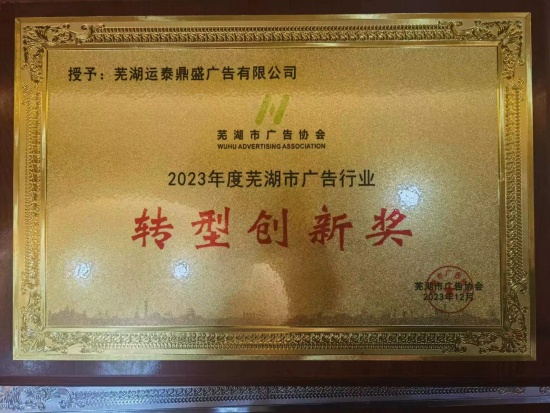 授予：芜湖运泰鼎盛广告有限公司
芜湖市广告协会
WUHU ADVERTISING ASSOCIATION
2023年度芜湖市广告行业
转型创新奖
芜湖市广告协会
2023年12月